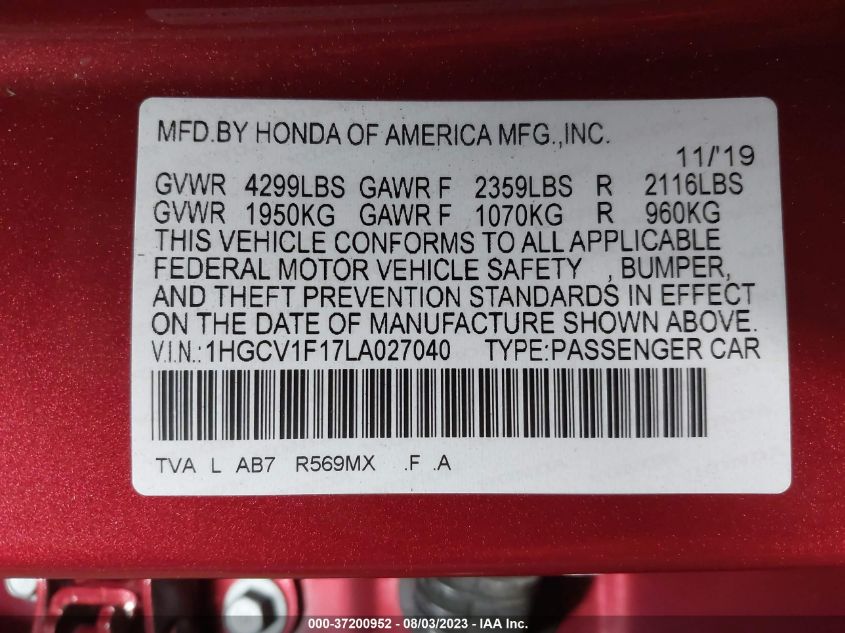 MFD.BY HONDA OF AMERICA MFG.,INC.
11/'19
GVWR 4299LBS GAWR F 2359LBS R 2116LBS
GVWR 1950KG GAWR F 1070KG R 960KG
THIS VEHICLE CONFORMS TO ALL APPLICABLE
FEDERAL MOTOR VEHICLE SAFETY , BUMPER,
AND THEFT PREVENTION STANDARDS IN EFFECT
ON THE DATE OF MANUFACTURE SHOWN ABOVE.
V.I.N.:1HGCV1F17LA027040 TYPE:PASSENGER CAR
TVA L AB7 R569MX .F .A
000-37200952 - 08/03/2023 - IAA Inc.